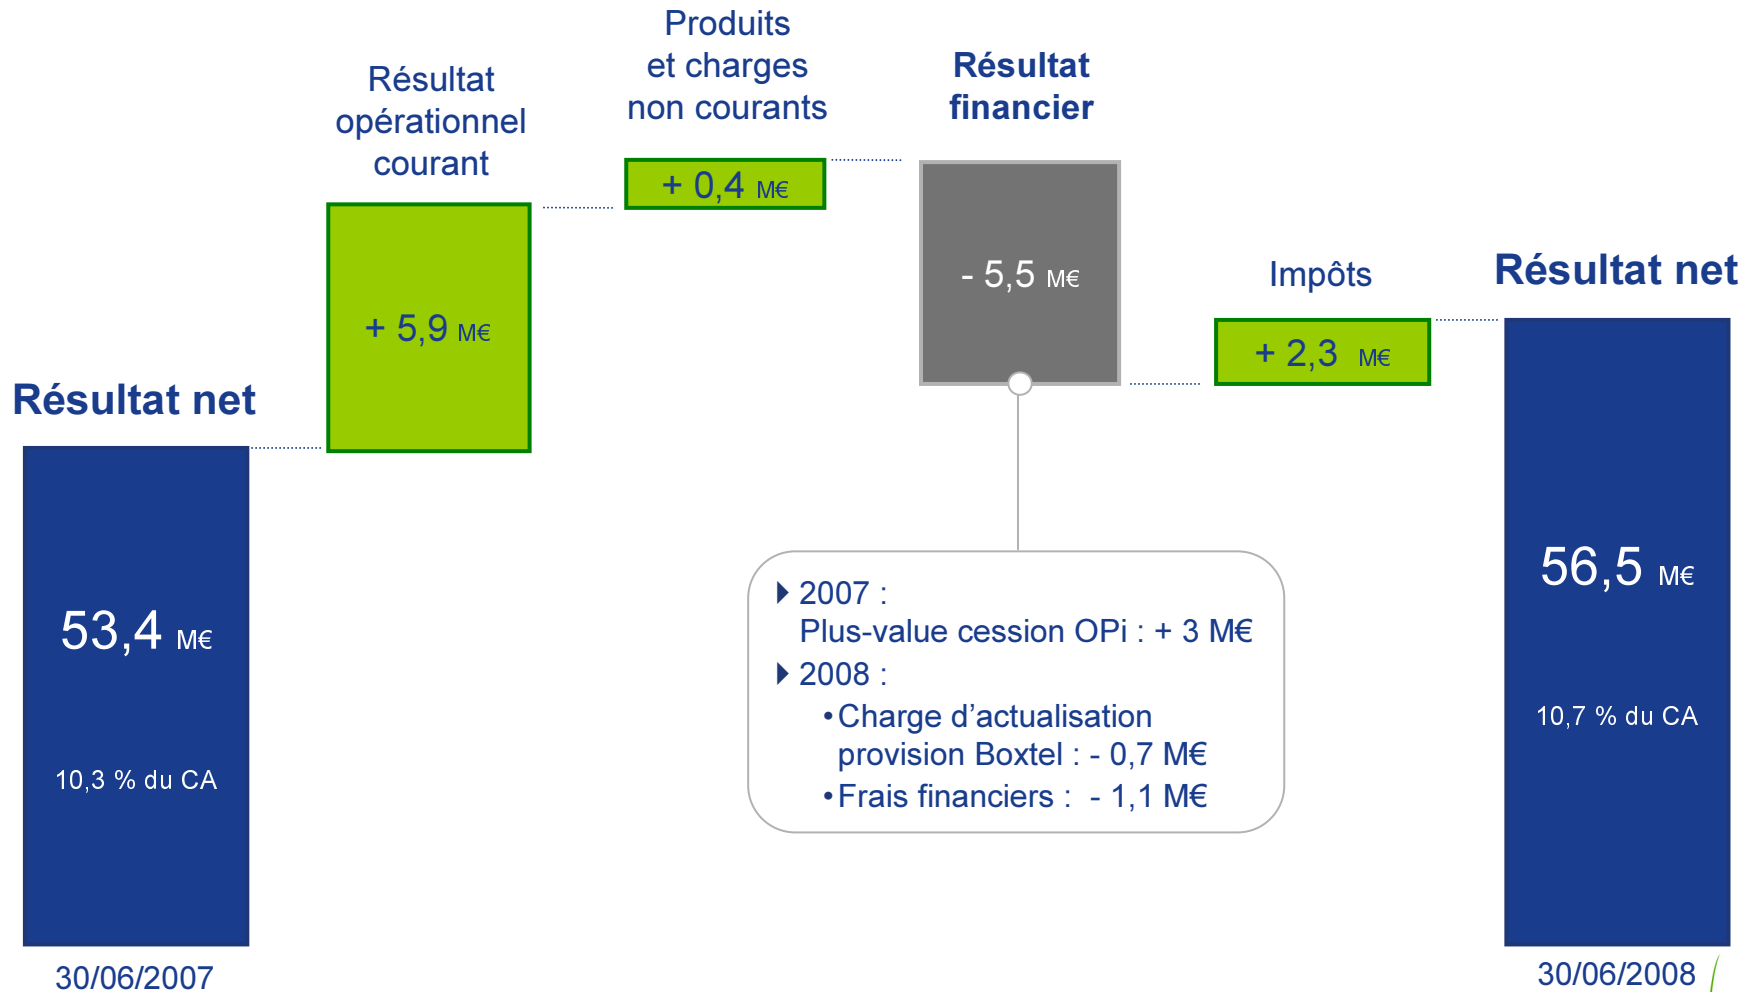 Résultat net
53,4 M€
10,3 % du CA
30/06/2007
Résultat
opérationnel
courant
+ 5,9 M€
Produits
et charges
non courants
+ 0,4 M€
Résultat
financier
- 5,5 M€
2007 :
Plus-value cession OPi : + 3 M€
2008 :
• Charge d’actualisation
provision Boxtel : - 0,7 M€
• Frais financiers : - 1,1 M€
Impôts
+ 2,3 M€
Résultat net
56,5 M€
10,7 % du CA
30/06/2008